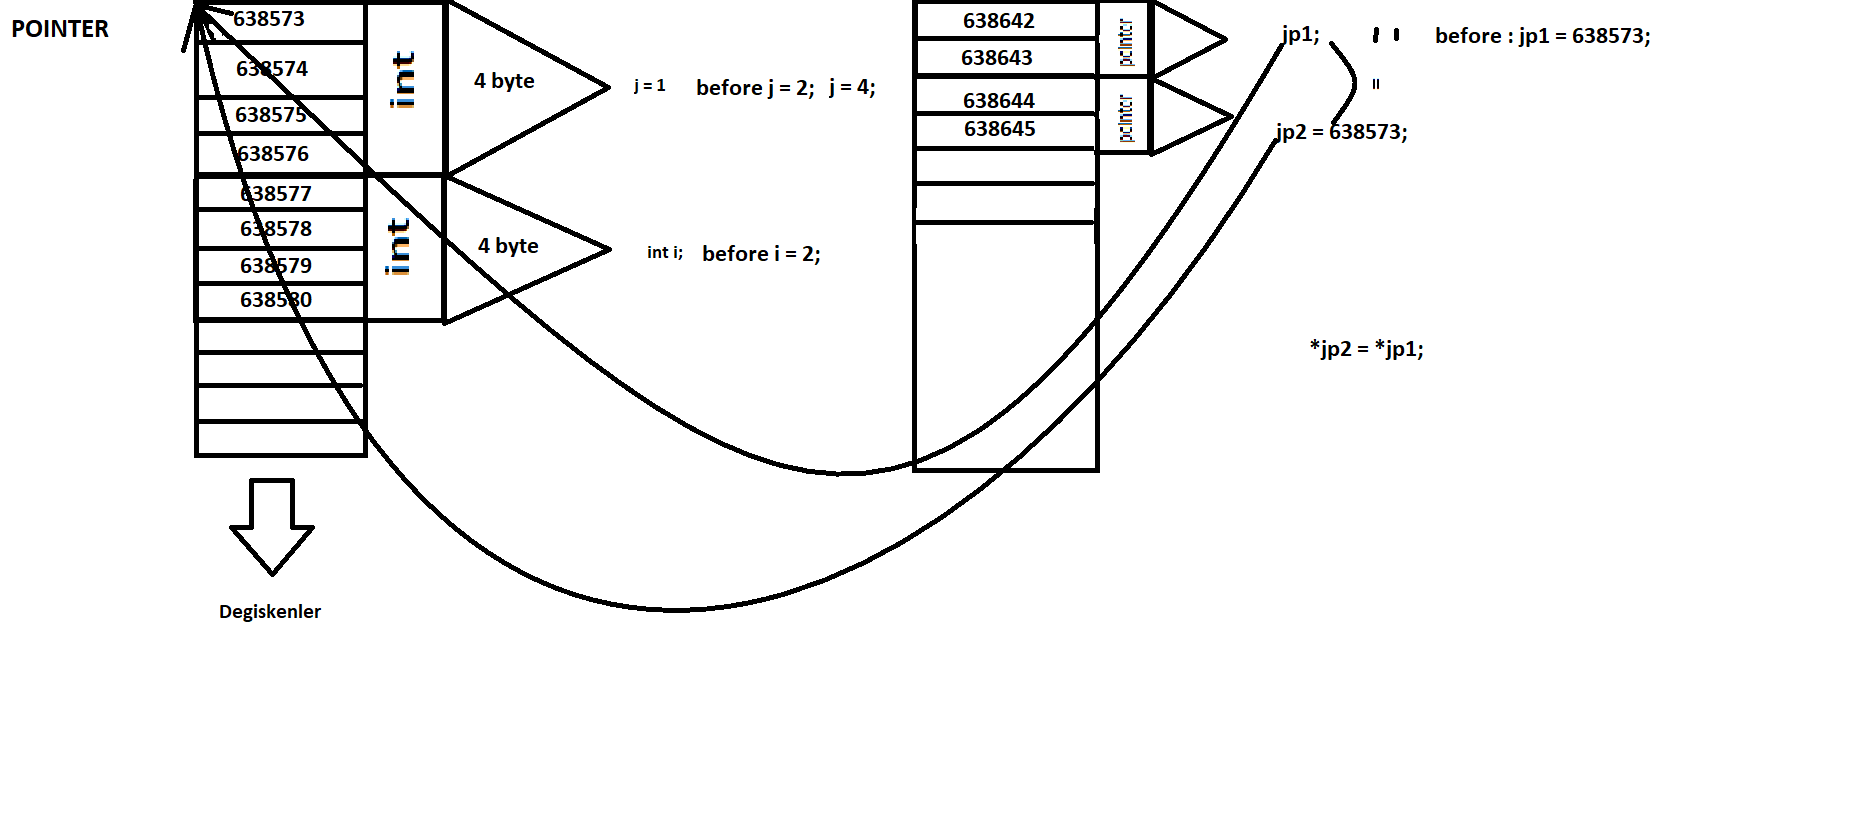 POINTER
638573
638574
638575
638576
638577
638578
638579
638580
int
int
4 byte
4 byte
j = 1 before j = 2; j = 4;
int i; before i = 2;
Degiskenler
638642
638643
638644
638645
pointer
pointer
jp1; before : jp1 = 638573;
jp2 = 638573;
*jp2 = *jp1;